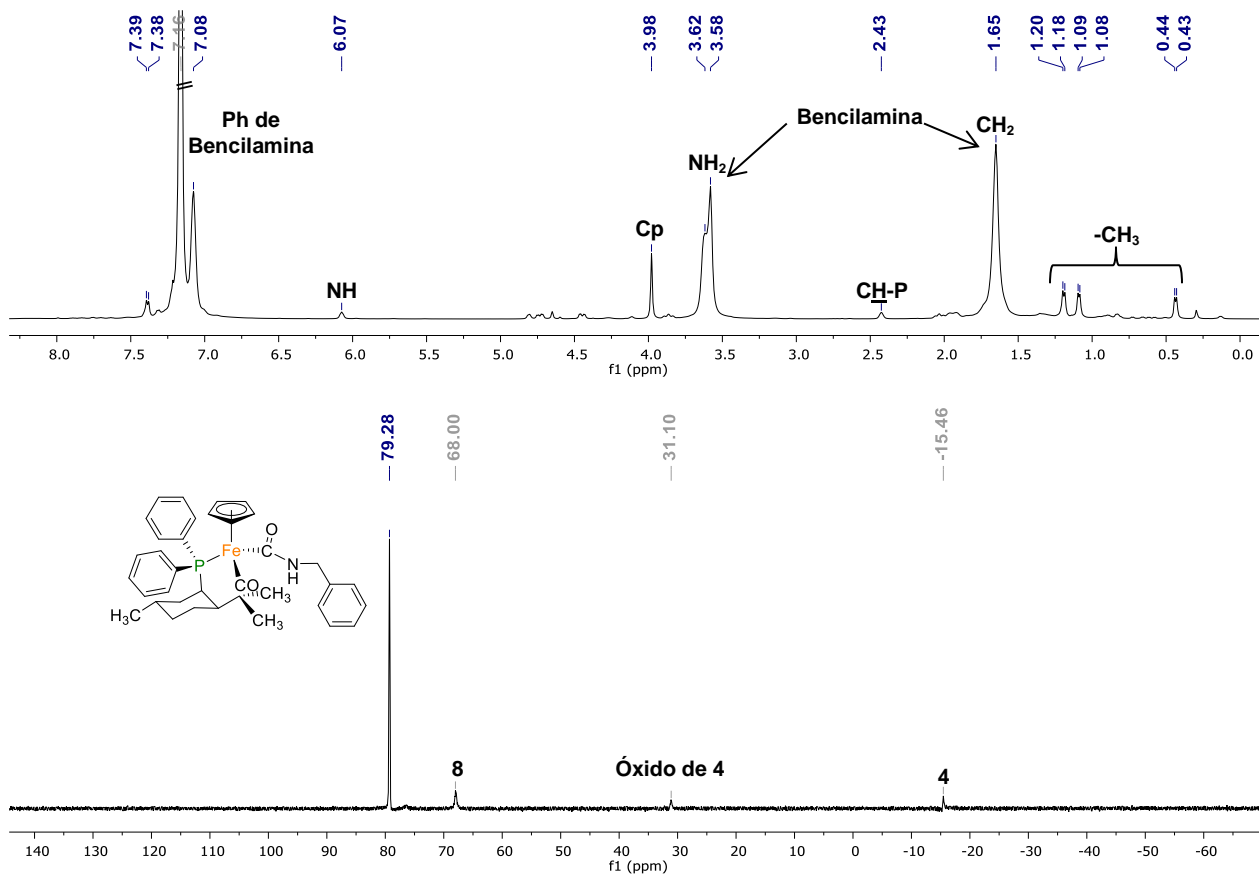 7.39
7.38
7.16
7.08
6.07
3.98
3.62
3.58
2.43
1.65
1.20
1.18
1.09
1.08
0.44
0.43
Ph de
Bencilamina
Bencilamina
CH₂
NH₂
-CH₃
Cp
NH
CH-P
8.0 7.5 7.0 6.5 6.0 5.5 5.0 4.5 4.0 3.5 3.0 2.5 2.0 1.5 1.0 0.5 0.0
f1 (ppm)
79.28
68.00
31.10
-15.46
O
Fe
C
P
N
H
CO
CH₃
H₃C
CH₃
8
Óxido de 4
4
140 130 120 110 100 90 80 70 60 50 40 30 20 10 0 -10 -20 -30 -40 -50 -60
f1 (ppm)